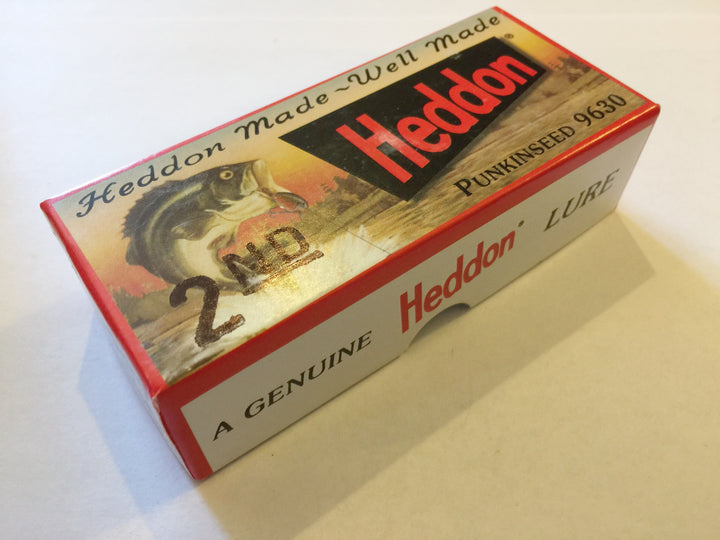 Heddon Made ~ Well Made
Heddon®
PUNKINSEED 9630
2ND
A GENUINE Heddon® LURE